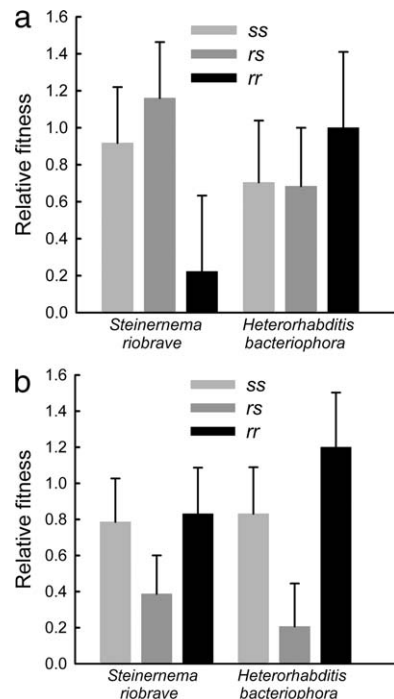 a
1.6
1.4
1.2
1.0
0.8
0.6
0.4
0.2
0.0
Relative fitness
ss
rs
rr
Steinernema Heterorhabditis
riobrave bacteriophora
b
1.6
1.4
1.2
1.0
0.8
0.6
0.4
0.2
0.0
Relative fitness
ss
rs
rr
Steinernema Heterorhabditis
riobrave bacteriophora